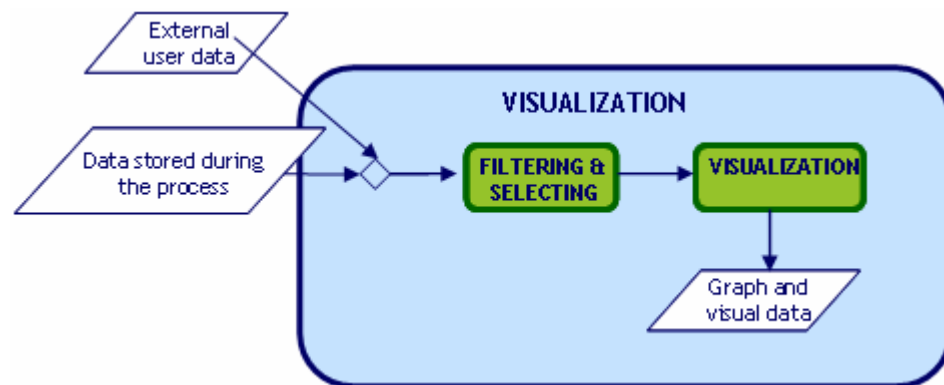 External
user data
VISUALIZATION
Data stored during
the process
FILTERING &
SELECTING
VISUALIZATION
Graph and
visual data